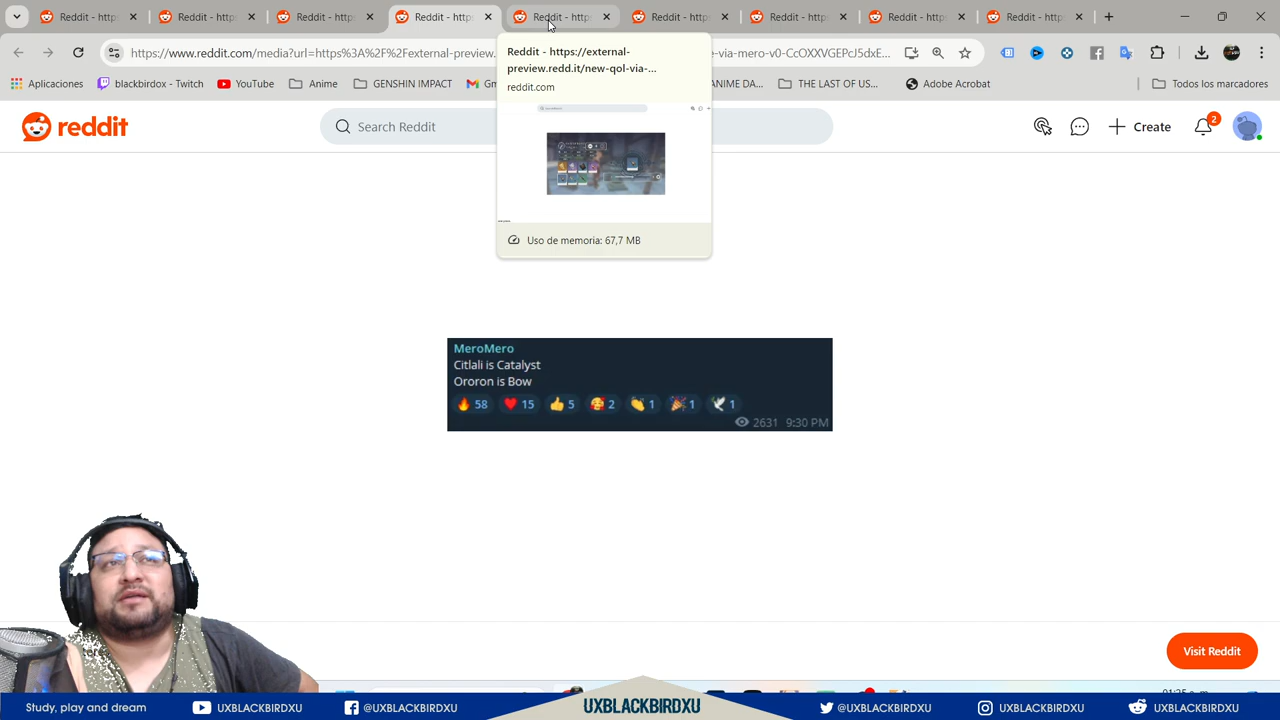 Reddit - http:
Reddit - http:
Reddit - http:
Reddit - http:
Reddit - http:
Reddit - http:
Reddit - http:
Reddit - http:
Reddit - http:
https://www.reddit.com/media?url=https%3A%2F%2Fexternal-preview. e-via-mero-v0-CcOXXVGEPcJ5dxE...
Aplicaciones
blackbirdox - Twitch
YouTube
Anime
GENSHIN IMPACT
Gm
ANIME DA...
THE LAST OF US...
Adobe Acrobat
Todos los marcadores
Reddit - https://external-
preview.redd.it/new-qol-via-...
reddit.com
Uso de memoria: 67,7 MB
reddit
Search Reddit
Create
2
MeroMero
Citlali is Catalyst
Ororon is Bow
58 15 5 2 1 1 1
2631 9:30 PM
Visit Reddit
Study, play and dream
UXBLACKBIRDXU
@UXBLACKBIRDXU
UXBLACKBIRDXU
@UXBLACKBIRDXU
UXBLACKBIRDXU
UXBLACKBIRDXU